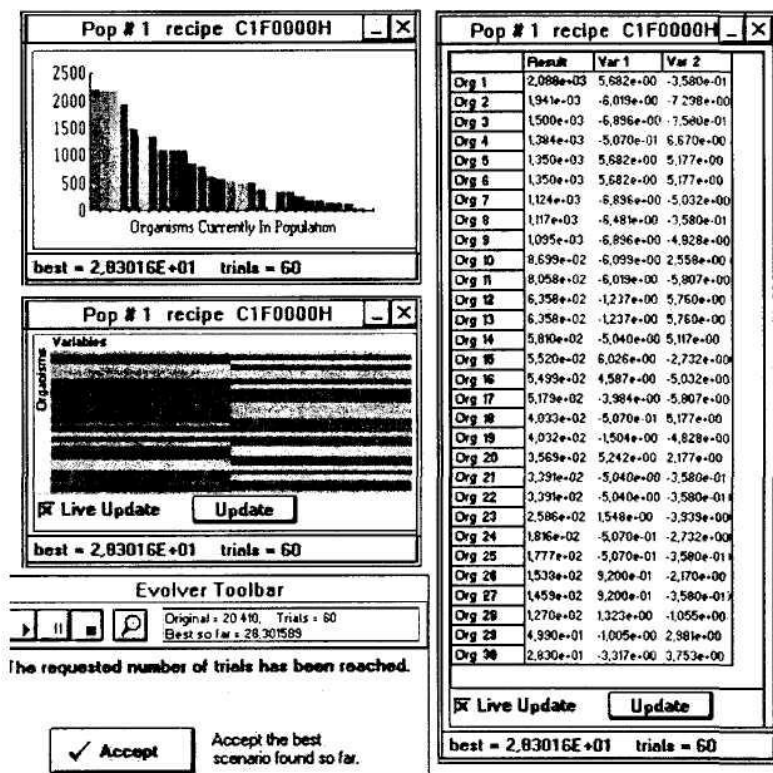 Pop # 1 recipe C1F0000H
2500
2000
1500
1000
500
0
Organisms Currently In Population
best = 2,83016E+01 trials = 60
Pop # 1 recipe C1F0000H
Variables
Organisms
Live Update Update
best = 2,83016E+01 trials = 60
Evolver Toolbar
Original = 20 410, Trials = 60
Best so far = 28,301589
The requested number of trials has been reached.
Accept
Accept the best
scenario found so far.
Pop # 1 recipe C1F0000H
Result Var 1 Var 2
Org 1 2,088e+03 5,682e+00 -3,580e-01
Org 2 1,941e+03 -6,019e+00 -7 298e+00
Org 3 1,500e+03 -6,896e+00 -7,580e-01
Org 4 1,384e+03 -5,070e-01 6,670e+00
Org 5 1,350e+03 5,682e+00 5,177e+00
Org 6 1,350e+03 5,682e+00 5,177e+00
Org 7 1,124e+03 -6,896e+00 -5,032e+00
Org 8 1,117e+03 -6,481e+00 -3,580e-01
Org 9 1,095e+03 -6,896e+00 -4,928e+00
Org 10 8,699e+02 -6,099e+00 2,558e+00
Org 11 8,058e+02 -6,019e+00 -5,807e+00
Org 12 6,358e+02 -1,237e+00 5,760e+00
Org 13 6,358e+02 -1,237e+00 5,760e+00
Org 14 5,810e+02 -5,040e+00 5,117e+00
Org 15 5,520e+02 6,026e+00 -2,732e+00
Org 16 5,499e+02 4,587e+00 -5,032e+00
Org 17 5,179e+02 -3,984e+00 -5,807e+00
Org 18 4,033e+02 -5,070e-01 5,177e+00
Org 19 4,032e+02 -1,504e+00 -4,828e+00
Org 20 3,569e+02 5,242e+00 2,177e+00
Org 21 3,391e+02 -5,040e+00 -3,580e-01
Org 22 3,391e+02 -5,040e+00 -3,580e-01
Org 23 2,586e+02 1,548e+00 -3,939e+00
Org 24 1,816e+02 -5,070e-01 -2,732e+00
Org 25 1,777e+02 -5,070e-01 -3,580e-01
Org 26 1,533e+02 9,200e-01 -2,170e+00
Org 27 1,459e+02 9,200e-01 -3,580e-01
Org 28 1,270e+02 1,323e+00 -1,055e+00
Org 29 4,990e+01 -1,005e+00 2,981e+00
Org 30 2,830e+01 -3,317e+00 3,753e+00
Live Update Update
best = 2,83016E+01 trials = 60